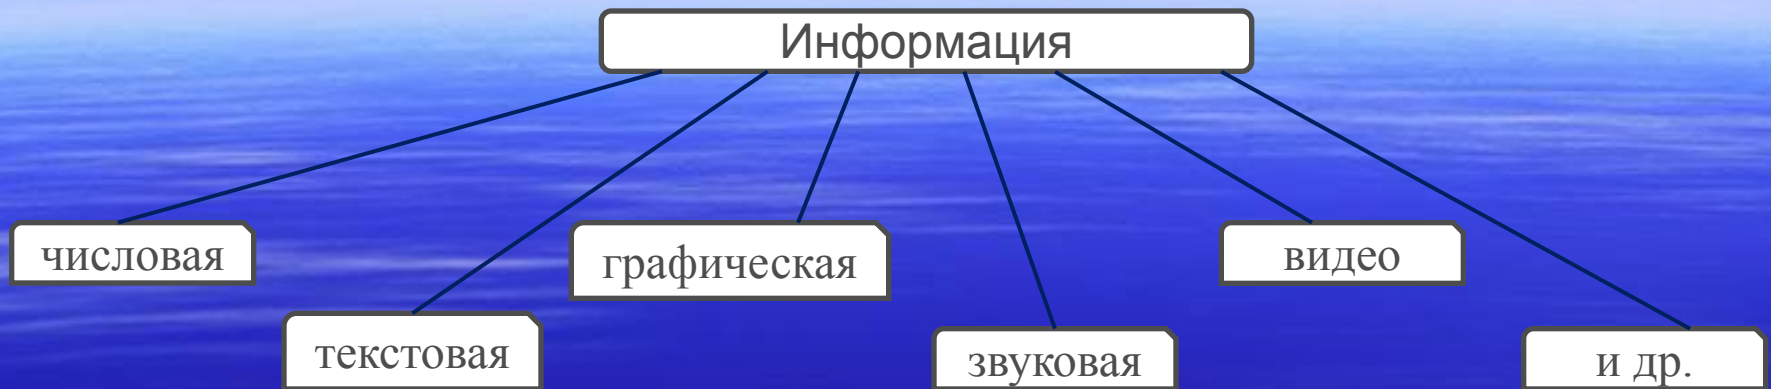 Информация
числовая
текстовая
графическая
звуковая
видео
и др.